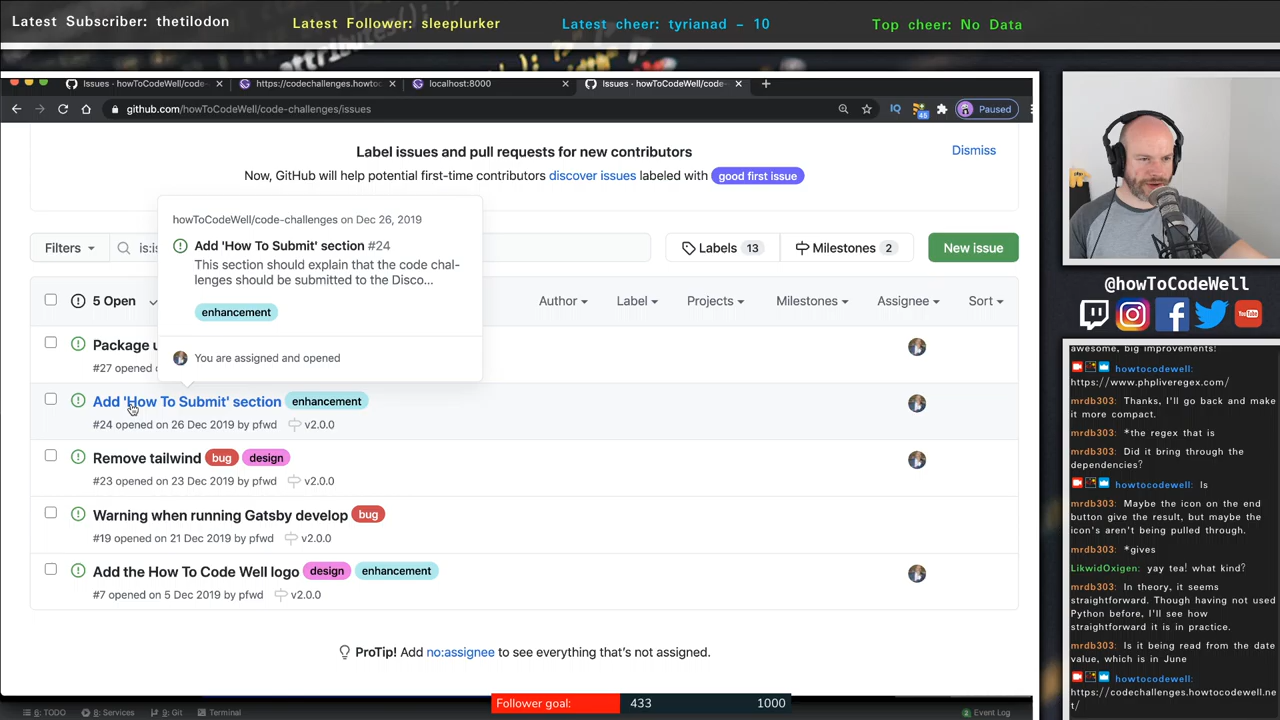 Latest Subscriber: thetilodon
Latest Follower: sleeplurker
Latest cheer: tyrianad - 10
Top cheer: No Data
attributes(
Issues · howToCodeWell/code-
https://codechallenges.howtoc
localhost:8000
Issues · howToCodeWell/code-
github.com/howToCodeWell/code-challenges/issues
IQ
46
Paused
Label issues and pull requests for new contributors
Dismiss
Now, GitHub will help potential first-time contributors discover issues labeled with good first issue
howToCodeWell/code-challenges on Dec 26, 2019
Add 'How To Submit' section #24
This section should explain that the code chal-
lenges should be submitted to the Disco...
enhancement
You are assigned and opened
Filters
is:is
Labels 13
Milestones 2
New issue
5 Open
Author
Label
Projects
Milestones
Assignee
Sort
Package u
#27 opened
Add 'How To Submit' section enhancement
#24 opened on 26 Dec 2019 by pfwd v2.0.0
Remove tailwind bug design
#23 opened on 23 Dec 2019 by pfwd v2.0.0
Warning when running Gatsby develop bug
#19 opened on 21 Dec 2019 by pfwd v2.0.0
Add the How To Code Well logo design enhancement
#7 opened on 5 Dec 2019 by pfwd v2.0.0
ProTip! Add no:assignee to see everything that's not assigned.
@howToCodeWell
You Tube
awesome, big improvements!
howtocodewell:
https://www.phpliveregex.com/
mrdb303: Thanks, I'll go back and make
it more compact.
mrdb303: *the regex that is
mrdb303: Did it bring through the
dependencies?
howtocodewell: Is
mrdb303: Maybe the icon on the end
button give the result, but maybe the
icon's aren't being pulled through.
mrdb303: *gives
LikwidOxigen: yay tea! what kind?
mrdb303: In theory, it seems
straightforward. Though having not used
Python before, I'll see how
straightforward it is in practice.
mrdb303: Is it being read from the date
value, which is in June
howtocodewell:
https://codechallenges.howtocodewell.ne
t/
6: TODO
8: Services
9: Git
Terminal
Follower goal:
433
1000
2 Event Log